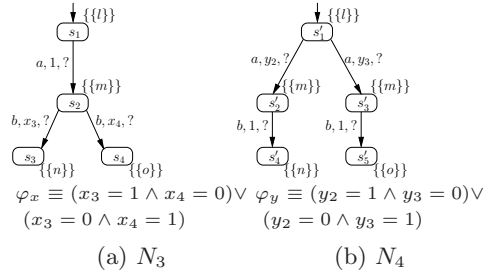 {{l}} {{l}}
s₁ s′₁
a, 1, ? a, y₂, ? a, y₃, ?
{{m}} {{m}} {{m}}
s₂ s′₂ s′₃
b, x₃, ? b, x₄, ? b, 1, ? b, 1, ?
s₃ s₄ s′₄ s′₅
{{n}} {{o}} {{n}} {{o}}
φₓ ≡ (x₃ = 1 ∧ x₄ = 0)∨ φᵧ ≡ (y₂ = 1 ∧ y₃ = 0)∨
(x₃ = 0 ∧ x₄ = 1) (y₂ = 0 ∧ y₃ = 1)
(a) N₃ (b) N₄